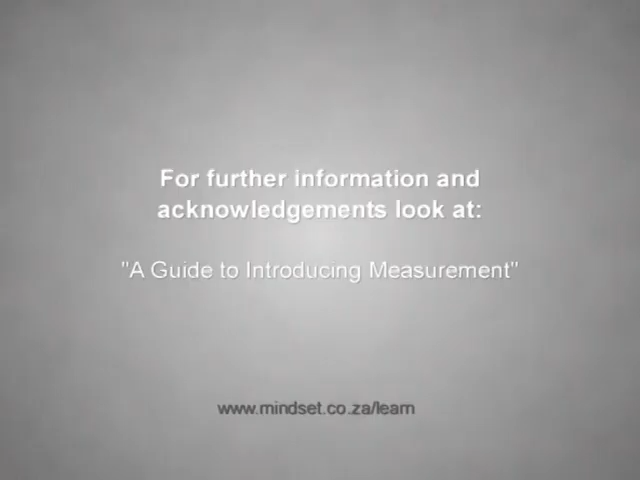 For further information and
acknowledgements look at:
"A Guide to Introducing Measurement"
www.mindset.co.za/learn